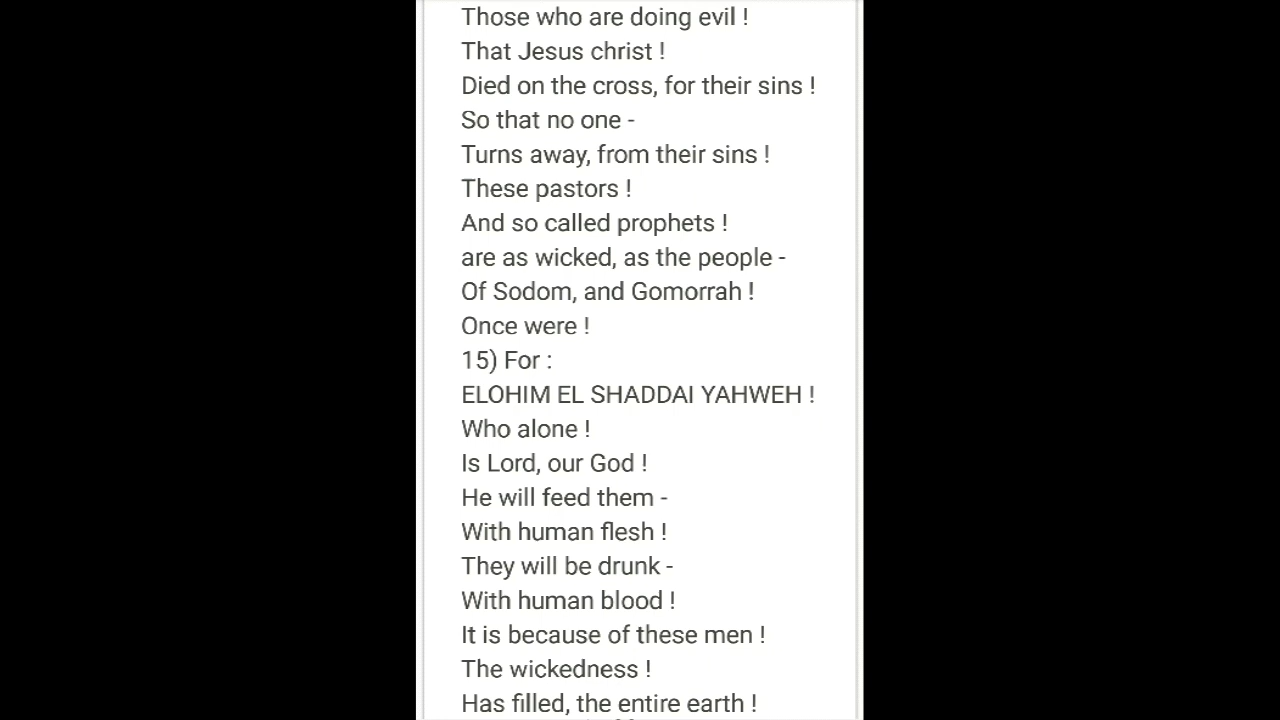 Those who are doing evil !
That Jesus christ !
Died on the cross, for their sins !
So that no one -
Turns away, from their sins !
These pastors !
And so called prophets !
are as wicked, as the people -
Of Sodom, and Gomorrah !
Once were !
15) For :
ELOHIM EL SHADDAI YAHWEH !
Who alone !
Is Lord, our God !
He will feed them -
With human flesh !
They will be drunk -
With human blood !
It is because of these men !
The wickedness !
Has filled, the entire earth !